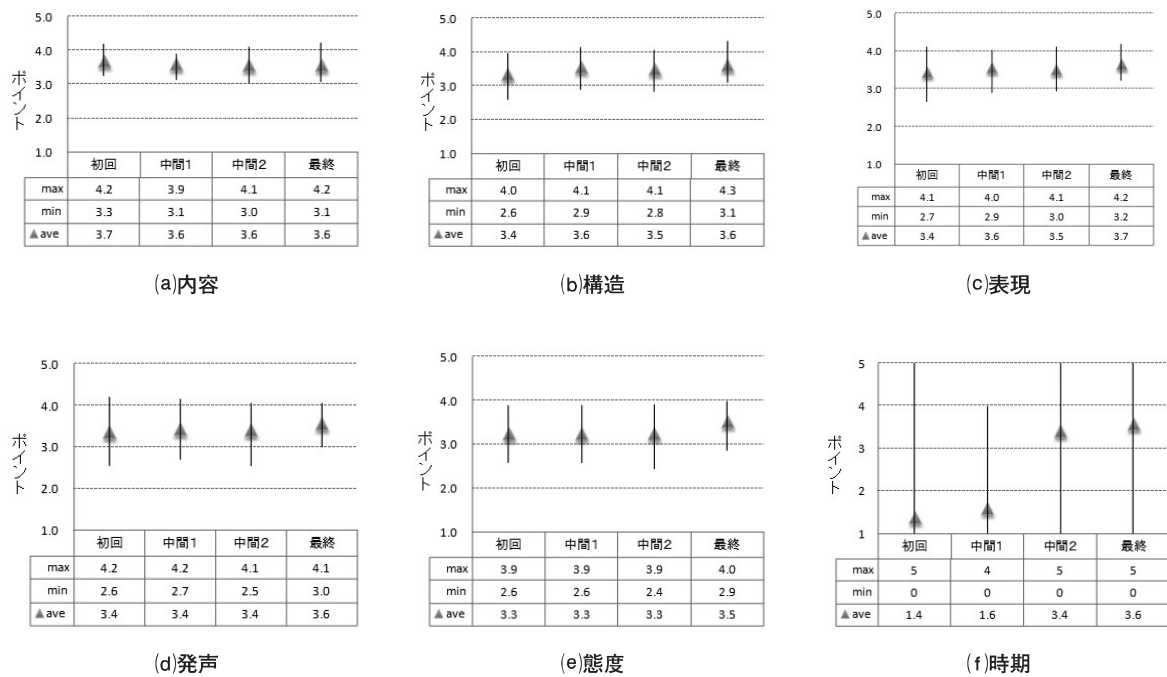 5.0
4.0
3.0
2.0
1.0
ポイント
初回 中間1 中間2 最終
max 4.2 3.9 4.1 4.2
min 3.3 3.1 3.0 3.1
▲ave 3.7 3.6 3.6 3.6
(a)内容
5.0
4.0
3.0
2.0
1.0
ポイント
初回 中間1 中間2 最終
max 4.0 4.1 4.1 4.3
min 2.6 2.9 2.8 3.1
▲ave 3.4 3.6 3.5 3.6
(b)構造
5.0
4.0
3.0
2.0
1.0
ポイント
初回 中間1 中間2 最終
max 4.1 4.0 4.1 4.2
min 2.7 2.9 3.0 3.2
▲ave 3.4 3.6 3.5 3.7
(c)表現
5.0
4.0
3.0
2.0
1.0
ポイント
初回 中間1 中間2 最終
max 4.2 4.2 4.1 4.1
min 2.6 2.7 2.5 3.0
▲ave 3.4 3.4 3.4 3.6
(d)発声
5.0
4.0
3.0
2.0
1.0
ポイント
初回 中間1 中間2 最終
max 3.9 3.9 3.9 4.0
min 2.6 2.6 2.4 2.9
▲ave 3.3 3.3 3.3 3.5
(e)態度
5
4
3
2
1
ポイント
初回 中間1 中間2 最終
max 5 4 5 5
min 0 0 0 0
▲ave 1.4 1.6 3.4 3.6
(f)時期